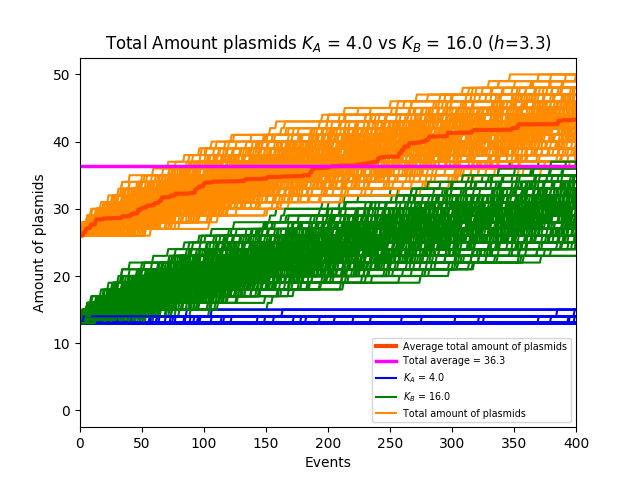 Total Amount plasmids K_A = 4.0 vs K_B = 16.0 (h=3.3)
50
40
30
20
10
0
Amount of plasmids
0 50 100 150 200 250 300 350 400
Events
Average total amount of plasmids
Total average = 36.3
K_A = 4.0
K_B = 16.0
Total amount of plasmids